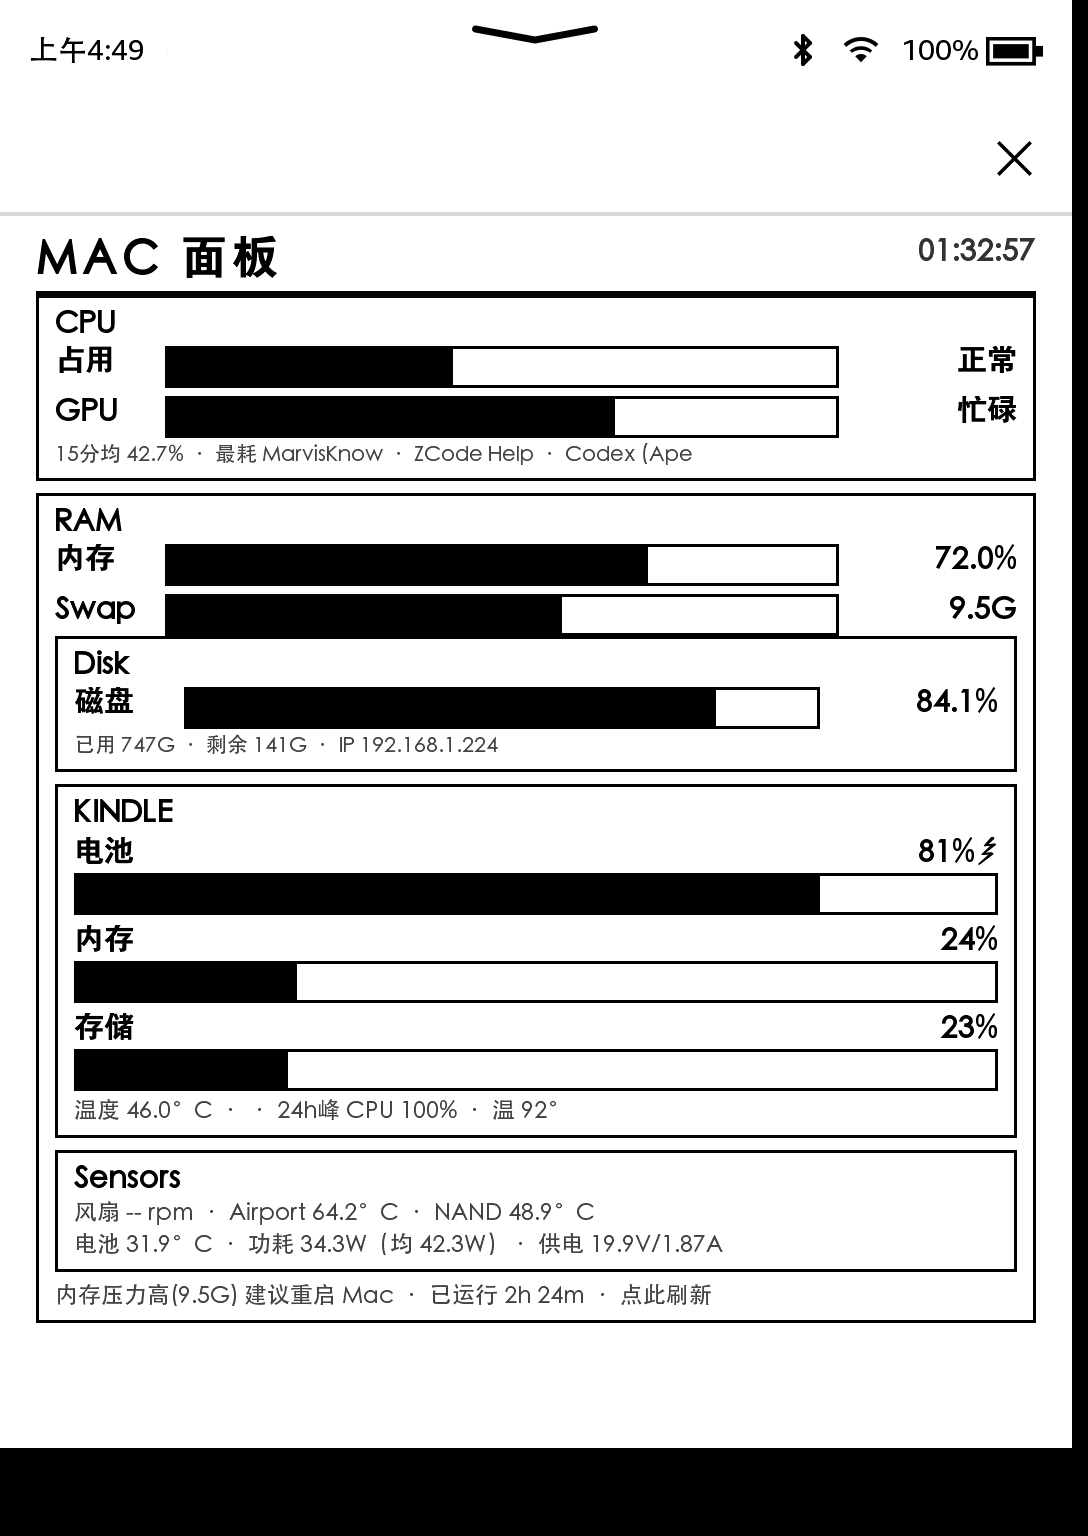 上午4:49 100%
MAC 面板 01:32:57
CPU
占用 正常
GPU 忙碌
15分均 42.7% · 最耗 MarvisKnow · ZCode Help · Codex (Ape
RAM
内存 72.0%
Swap 9.5G
Disk
磁盘 84.1%
已用 747G · 剩余 141G · IP 192.168.1.224
KINDLE
电池 81%⚡
内存 24%
存储 23%
温度 46.0°C · · 24h峰 CPU 100% · 温 92°
Sensors
风扇 -- rpm · Airport 64.2°C · NAND 48.9°C
电池 31.9°C · 功耗 34.3W（均 42.3W） · 供电 19.9V/1.87A
内存压力高(9.5G) 建议重启 Mac · 已运行 2h 24m · 点此刷新